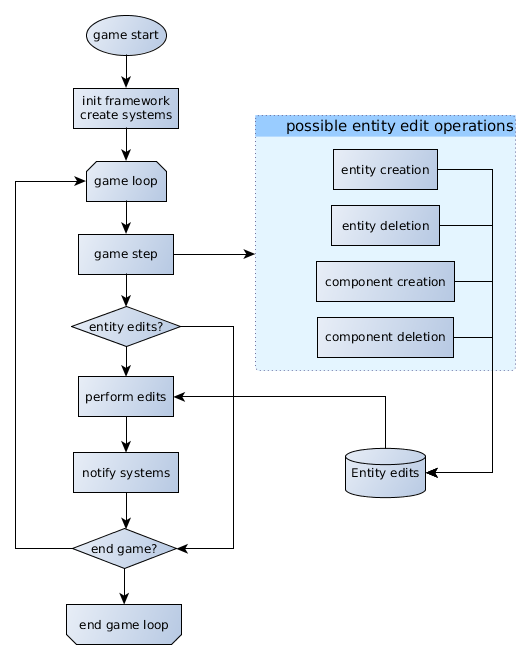 game start
init framework
create systems
game loop
game step
entity edits?
perform edits
notify systems
end game?
end game loop
possible entity edit operations
entity creation
entity deletion
component creation
component deletion
Entity edits